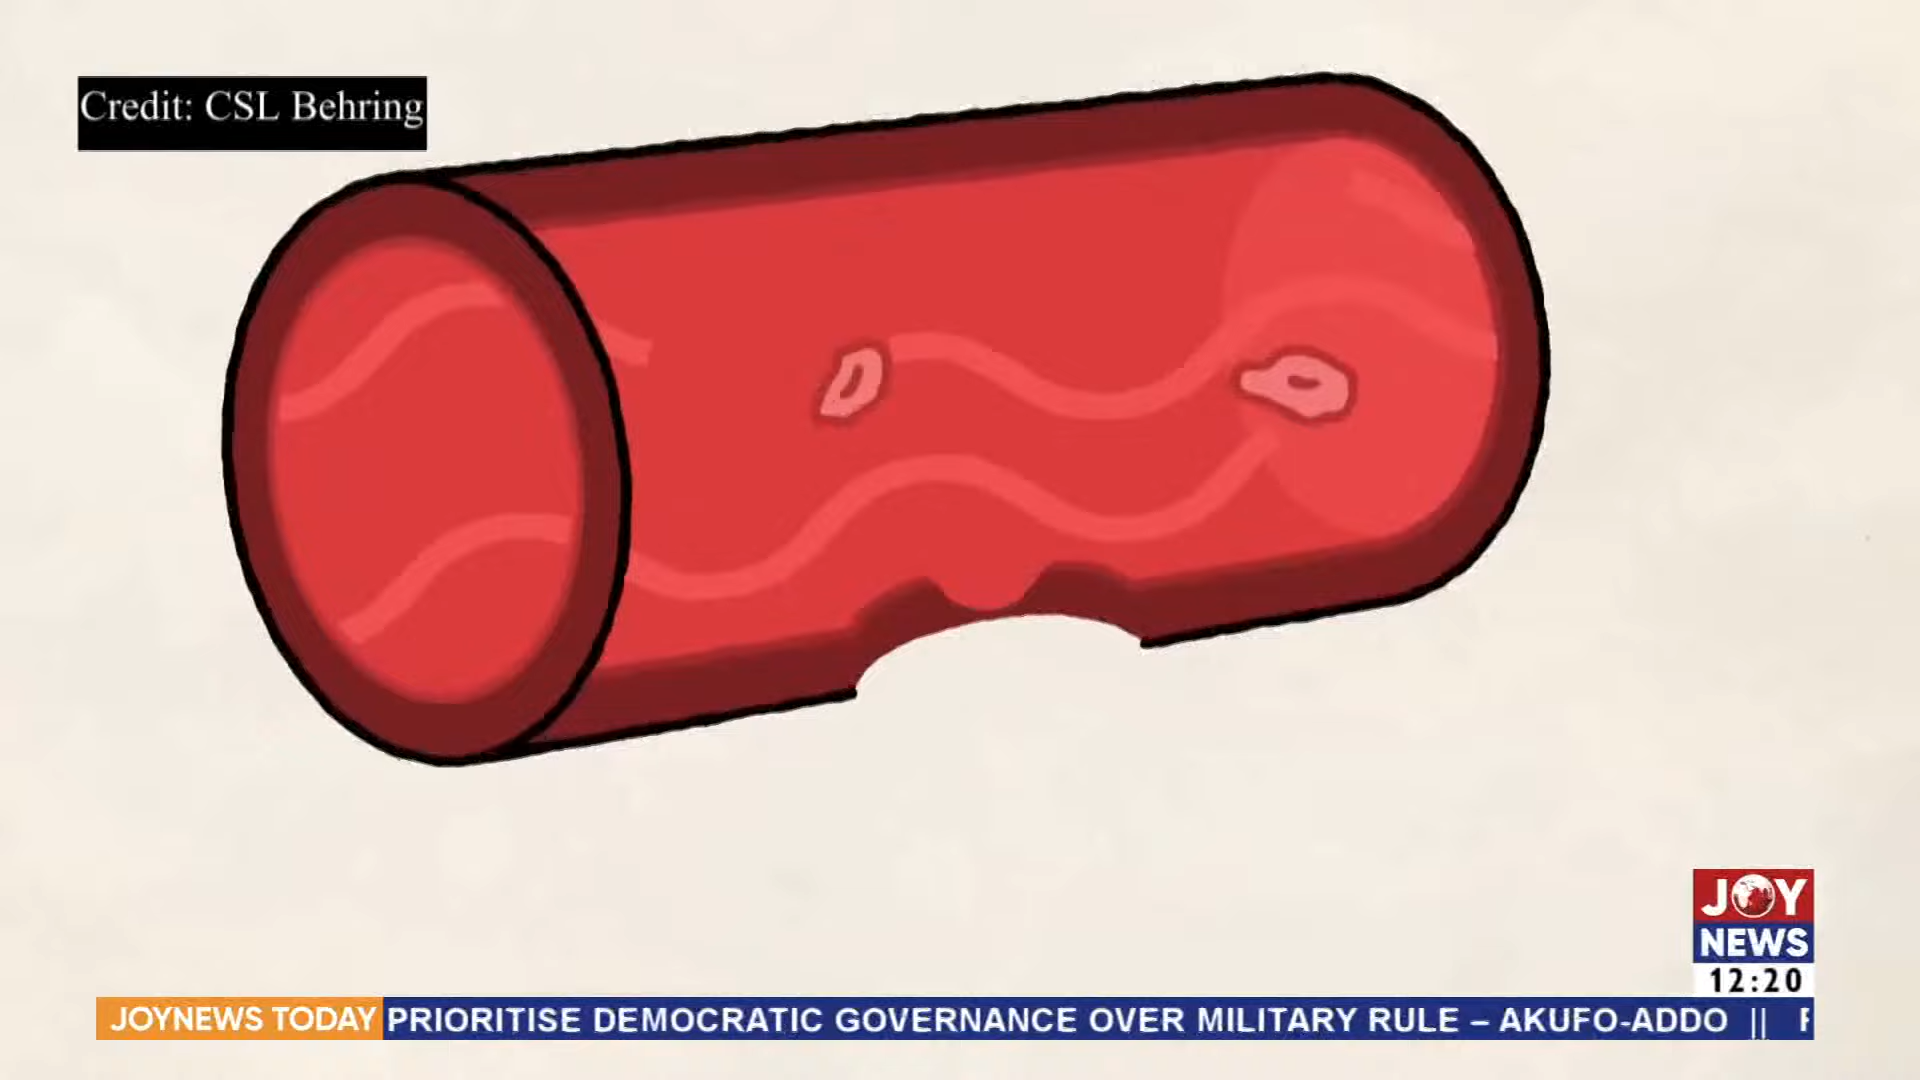 Credit: CSL Behring
JOY
NEWS
12:20
JOYNEWS TODAY PRIORITISE DEMOCRATIC GOVERNANCE OVER MILITARY RULE – AKUFO-ADDO ||